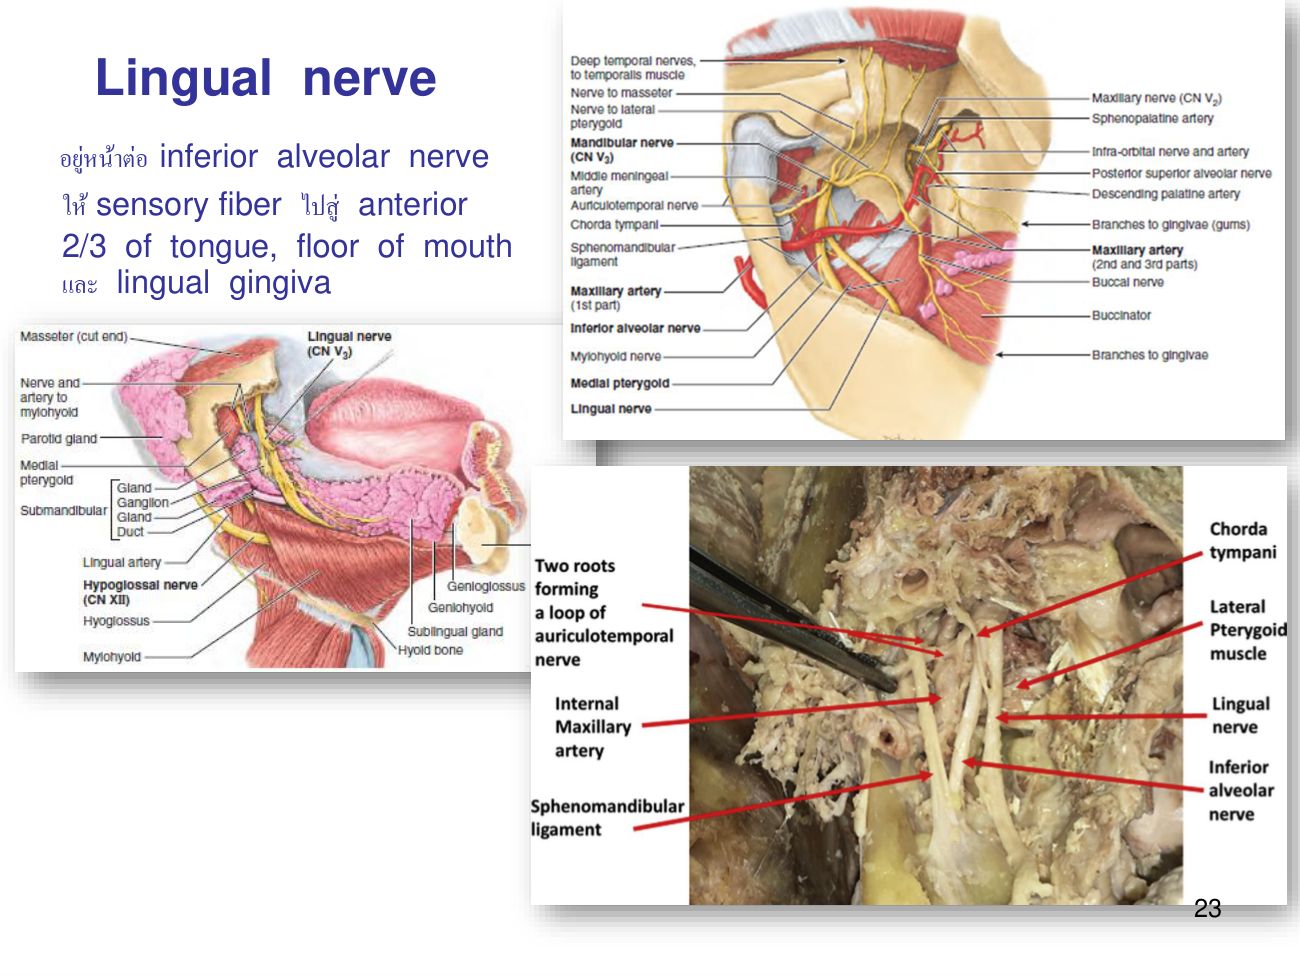 Lingual nerve
อยู่หน้าต่อ inferior alveolar nerve
ให้ sensory fiber ไปสู่ anterior
2/3 of tongue, floor of mouth
และ lingual gingiva
Deep temporal nerves,
to temporalis muscle
Nerve to masseter
Nerve to lateral
pterygoid
Mandibular nerve
(CN V3)
Middle meningeal
artery
Auriculotemporal nerve
Chorda tympani
Sphenomandibular
ligament
Maxillary artery
(1st part)
Inferior alveolar nerve
Mylohyoid nerve
Medial pterygoid
Lingual nerve
Maxillary nerve (CN V2)
Sphenopalatine artery
Infra-orbital nerve and artery
Posterior superior alveolar nerve
Descending palatine artery
Branches to gingivae (gums)
Maxillary artery
(2nd and 3rd parts)
Buccal nerve
Buccinator
Branches to gingivae
Masseter (cut end)
Lingual nerve
(CN V3)
Nerve and
artery to
mylohyoid
Parotid gland
Medial
pterygoid
Submandibular
Gland
Ganglion
Gland
Duct
Lingual artery
Hypoglossal nerve
(CN XII)
Hyoglossus
Mylohyoid
Genioglossus
Geniohyoid
Sublingual gland
Hyoid bone
Two roots
forming
a loop of
auriculotemporal
nerve
Internal
Maxillary
artery
Sphenomandibular
ligament
Chorda
tympani
Lateral
Pterygoid
muscle
Lingual
nerve
Inferior
alveolar
nerve
23